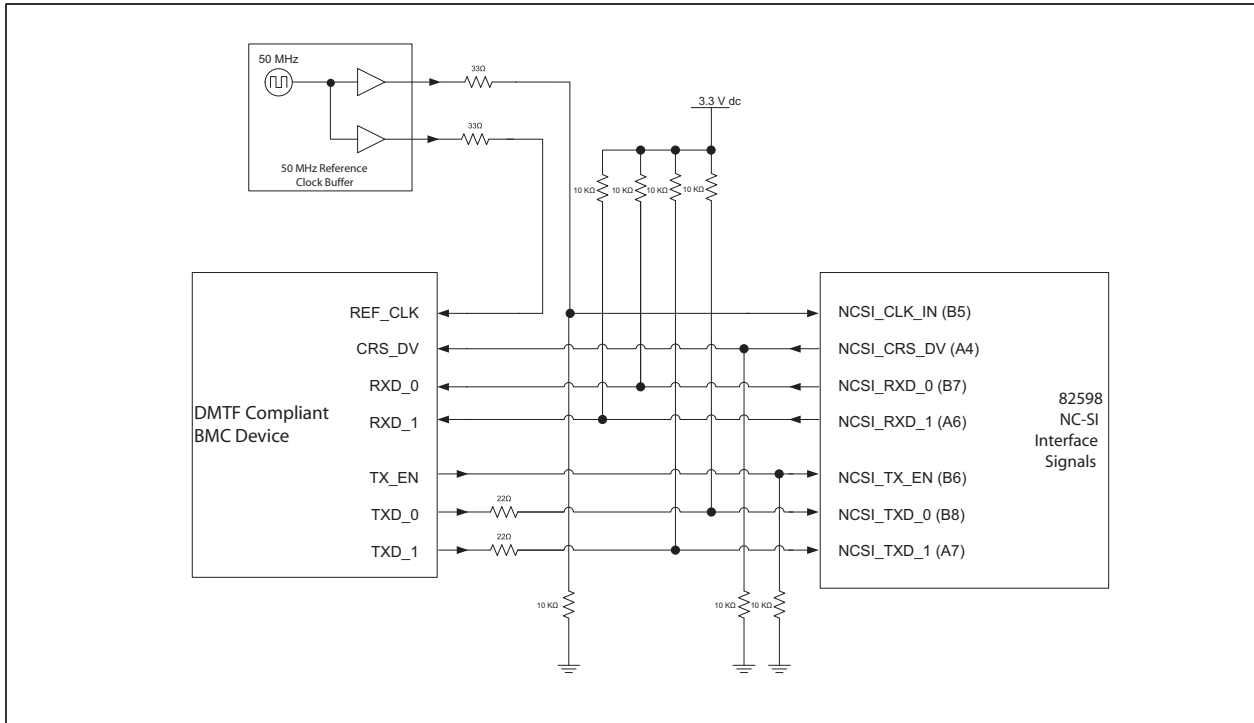 50 MHz
33Ω
33Ω
50 MHz Reference
Clock Buffer
3.3 V dc
10 KΩ
10 KΩ
10 KΩ
10 KΩ
DMTF Compliant
BMC Device
REF_CLK
CRS_DV
RXD_0
RXD_1
TX_EN
TXD_0
TXD_1
22Ω
22Ω
NCSI_CLK_IN (B5)
NCSI_CRS_DV (A4)
NCSI_RXD_0 (B7)
NCSI_RXD_1 (A6)
NCSI_TX_EN (B6)
NCSI_TXD_0 (B8)
NCSI_TXD_1 (A7)
82598
NC-SI
Interface
Signals
10 KΩ
10 KΩ
10 KΩ